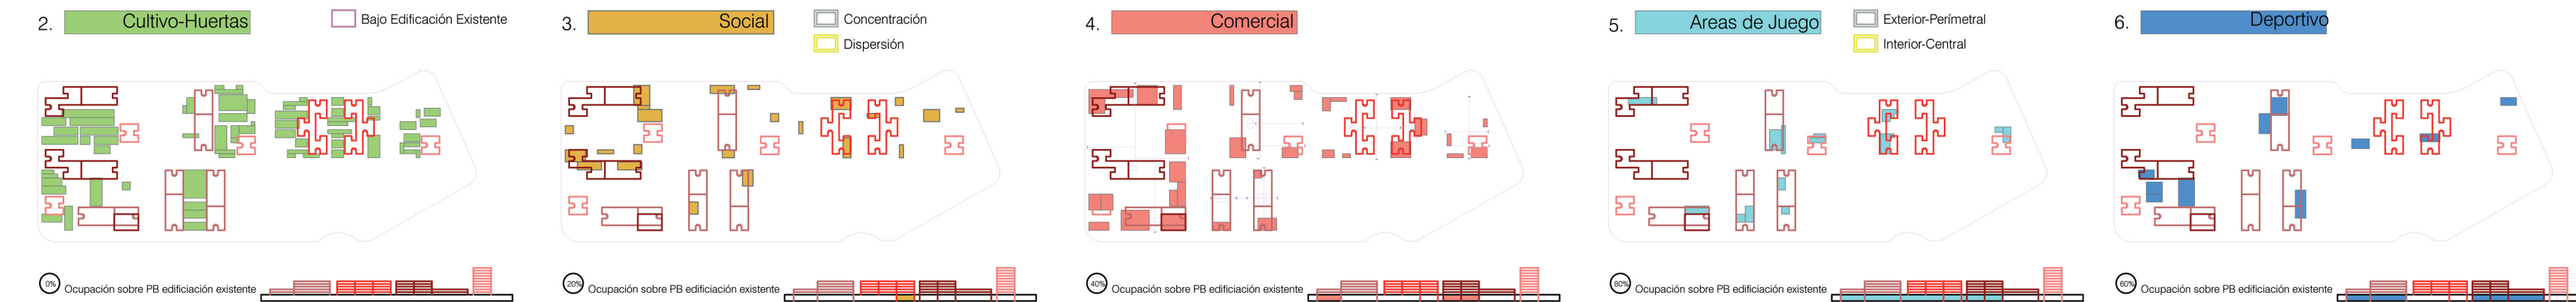 2. Cultivo-Huertas
Bajo Edificación Existente
0% Ocupación sobre PB edificiación existente
3. Social
Concentración
Dispersión
20% Ocupación sobre PB edificiación existente
4. Comercial
40% Ocupación sobre PB edificiación existente
5. Areas de Juego
Exterior-Perímetral
Interior-Central
80% Ocupación sobre PB edificiación existente
6. Deportivo
60% Ocupación sobre PB edificiación existente